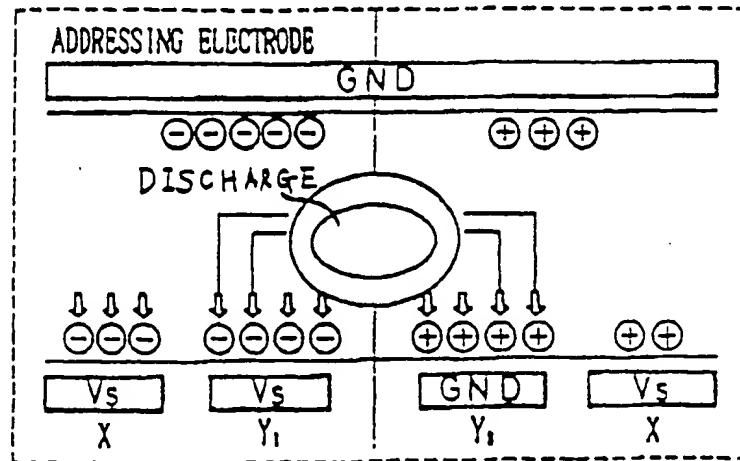 ADDRESSING ELECTRODE
GND
− − − − − + + +
DISCHARGE
− − − − − − − + + + + + +
Vs Vs GND Vs
X Y₁ Y₂ X